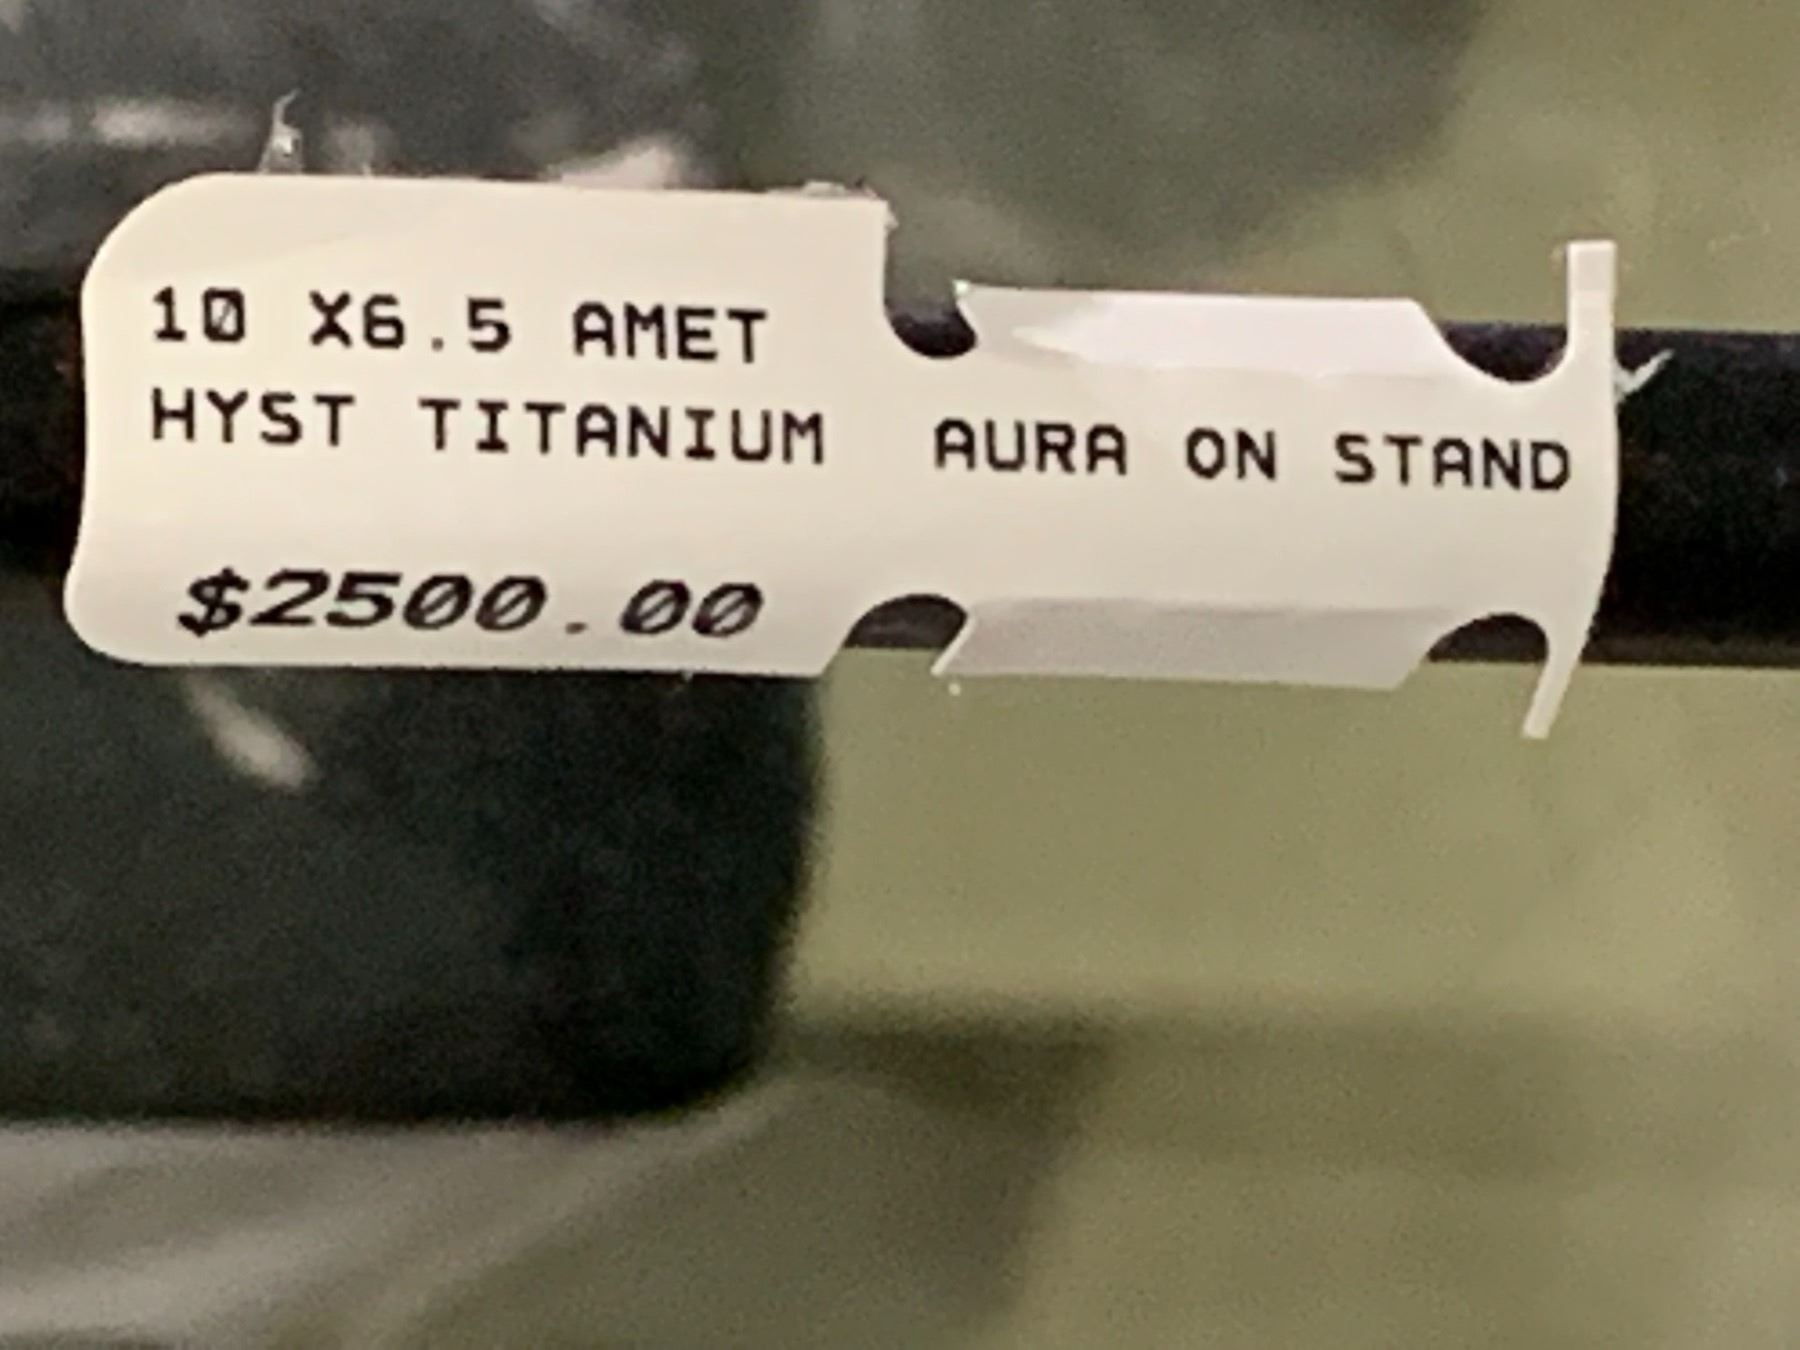 10 X6.5 AMET
HYST TITANIUM AURA ON STAND
$2500.00